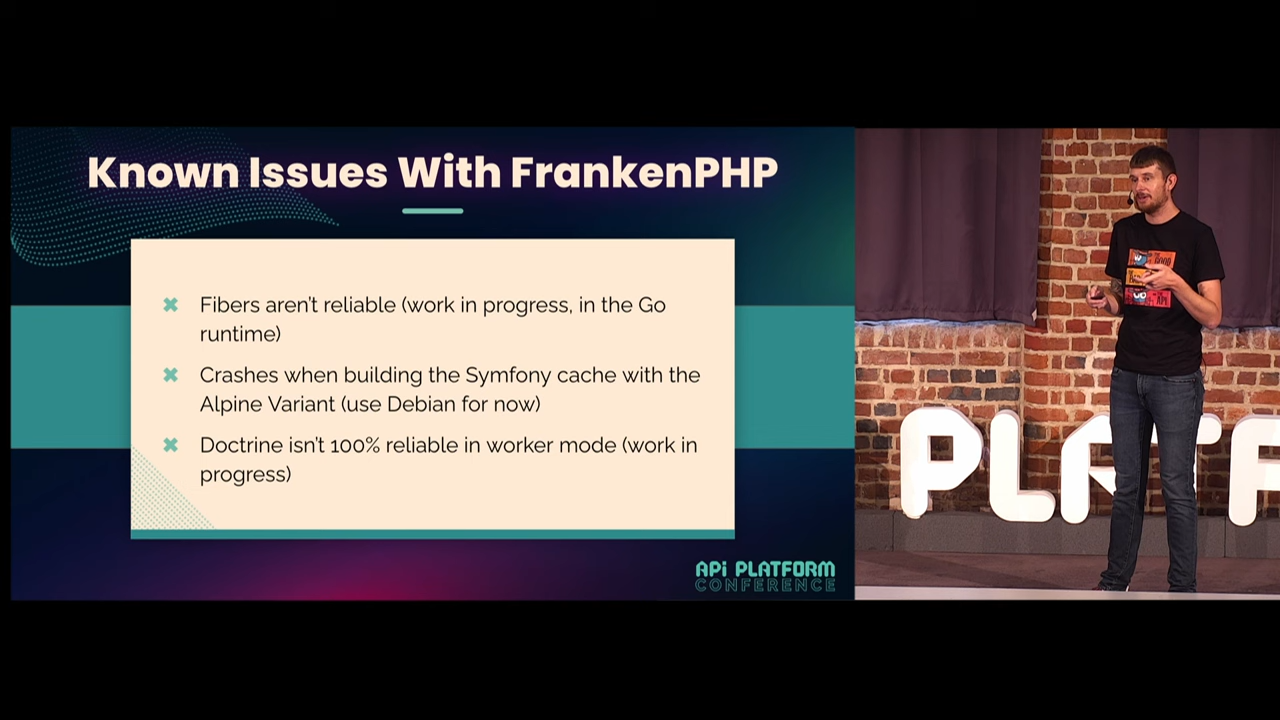 Known Issues With FrankenPHP
Fibers aren't reliable (work in progress, in the Go
runtime)
Crashes when building the Symfony cache with the
Alpine Variant (use Debian for now)
Doctrine isn't 100% reliable in worker mode (work in
progress)
API PLATFORM
CONFERENCE
PLATF